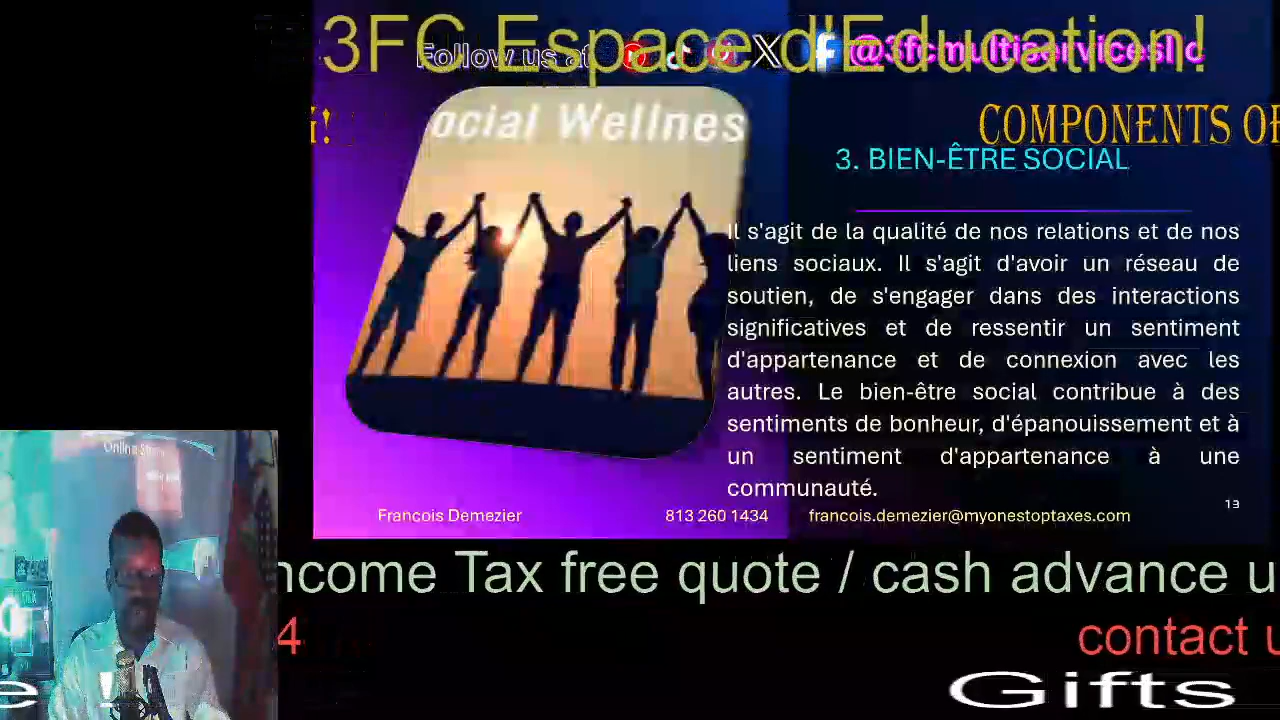 3FC Espace d'Education!
Follow us at @3fcmultiservicesllc
G! COMPONENTS OF
ocial Wellnes
3. BIEN-ÊTRE SOCIAL
Il s'agit de la qualité de nos relations et de nos
liens sociaux. Il s'agit d'avoir un réseau de
soutien, de s'engager dans des interactions
significatives et de ressentir un sentiment
d'appartenance et de connexion avec les
autres. Le bien-être social contribue à des
sentiments de bonheur, d'épanouissement et à
un sentiment d'appartenance à une
communauté.
Francois Demezier 813 260 1434 francois.demezier@myonestoptaxes.com
13
ncome Tax free quote / cash advance u
4 contact u
e ! Gifts